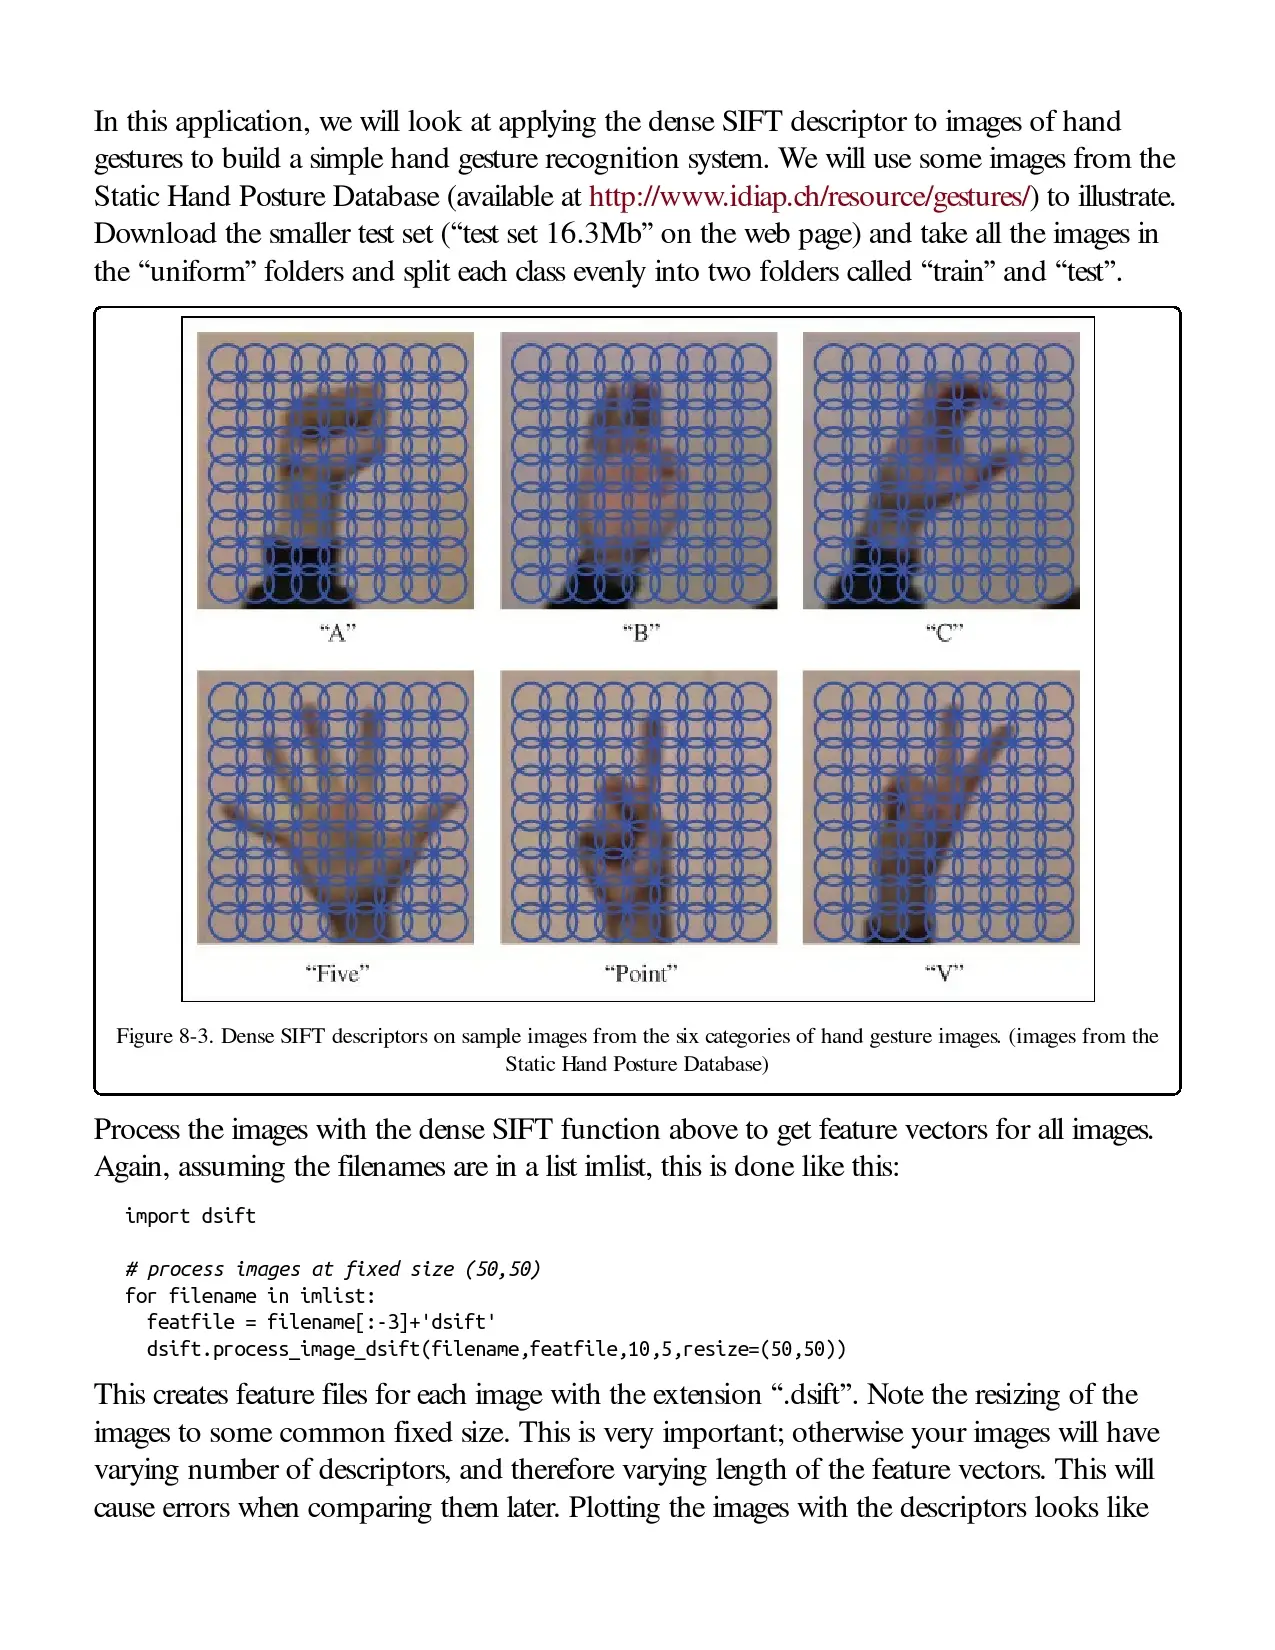 In this application, we will look at applying the dense SIFT descriptor to images of hand
gestures to build a simple hand gesture recognition system. We will use some images from the
Static Hand Posture Database (available at http://www.idiap.ch/resource/gestures/) to illustrate.
Download the smaller test set (“test set 16.3Mb” on the web page) and take all the images in
the “uniform” folders and split each class evenly into two folders called “train” and “test”.
“A” “B” “C”
“Five” “Point” “V”
Figure 8-3. Dense SIFT descriptors on sample images from the six categories of hand gesture images. (images from the
Static Hand Posture Database)
Process the images with the dense SIFT function above to get feature vectors for all images.
Again, assuming the filenames are in a list imlist, this is done like this:
import dsift
# process images at fixed size (50,50)
for filename in imlist:
  featfile = filename[:-3]+'dsift'
  dsift.process_image_dsift(filename,featfile,10,5,resize=(50,50))
This creates feature files for each image with the extension “.dsift”. Note the resizing of the
images to some common fixed size. This is very important; otherwise your images will have
varying number of descriptors, and therefore varying length of the feature vectors. This will
cause errors when comparing them later. Plotting the images with the descriptors looks like